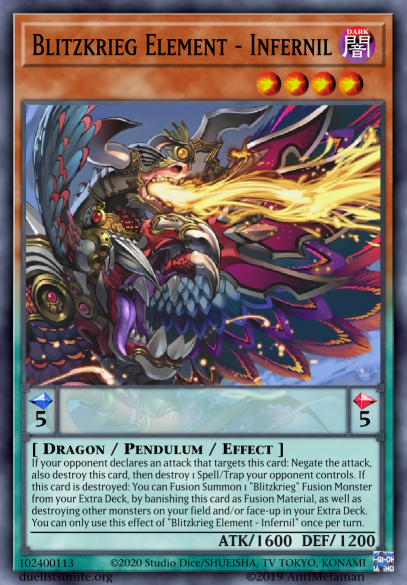 BLITZKRIEG ELEMENT - INFERNIL
DARK
闇
5
5
[ DRAGON / PENDULUM / EFFECT ]
If your opponent declares an attack that targets this card: Negate the attack,
also destroy this card, then destroy 1 Spell/Trap your opponent controls. If
this card is destroyed: You can Fusion Summon 1 "Blitzkrieg" Fusion Monster
from your Extra Deck, by banishing this card as Fusion Material, as well as
destroying other monsters on your field and/or face-up in your Extra Deck.
You can only use this effect of "Blitzkrieg Element - Infernil" once per turn.
ATK/1600 DEF/1200
102400113
©2020 Studio Dice/SHUEISHA, TV TOKYO, KONAMI
duelistsunite.org
©2019 AntiMetaman